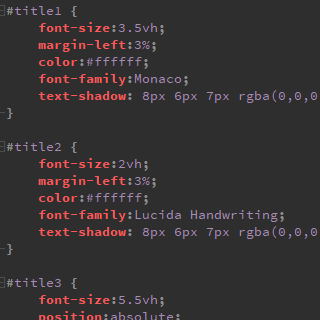 #title1 {
font-size:3.5vh;
margin-left:3%;
color:#ffffff;
font-family:Monaco;
text-shadow: 8px 6px 7px rgba(0,0,0
}
#title2 {
font-size:2vh;
margin-left:3%;
color:#ffffff;
font-family:Lucida Handwriting;
text-shadow: 8px 6px 7px rgba(0,0,0
}
#title3 {
font-size:5.5vh;
position:absolute;